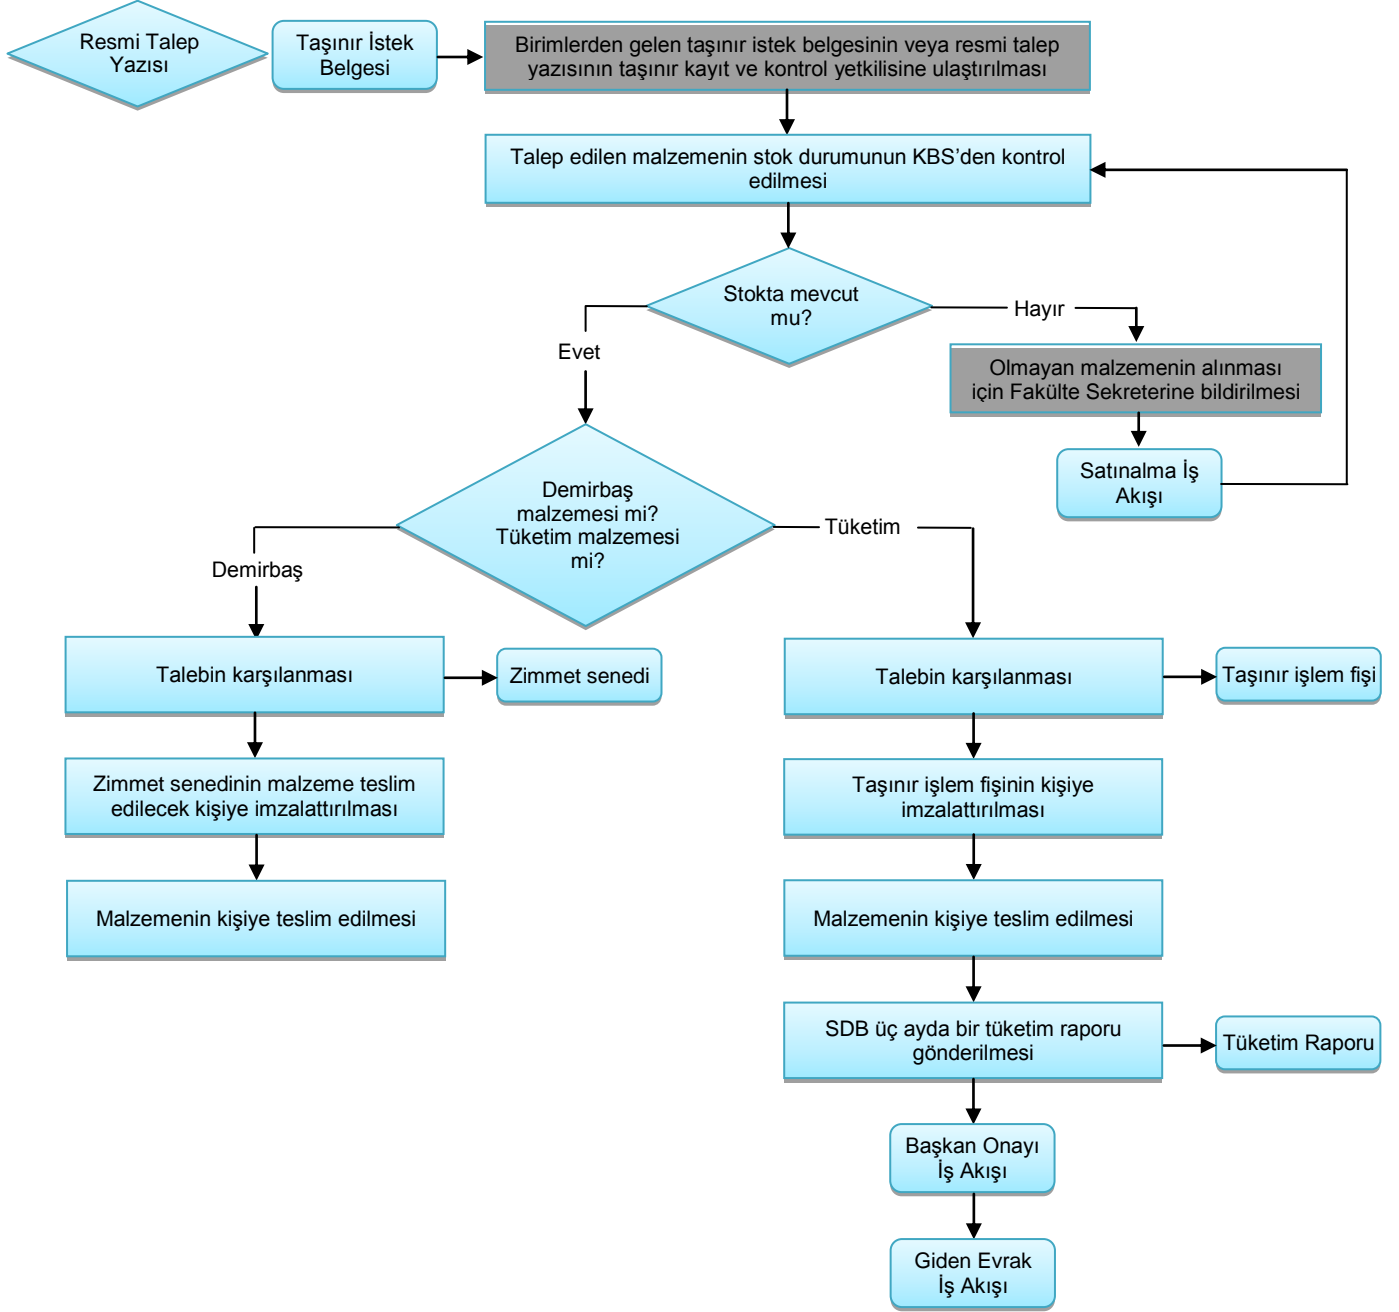 Resmi Talep
Yazısı
Taşınır İstek
Belgesi
Birimlerden gelen taşınır istek belgesinin veya resmi talep
yazısının taşınır kayıt ve kontrol yetkilisine ulaştırılması
Talep edilen malzemenin stok durumunun KBS’den kontrol
edilmesi
Stokta mevcut
mu?
Hayır
Evet
Olmayan malzemenin alınması
için Fakülte Sekreterine bildirilmesi
Satınalma İş
Akışı
Demirbaş
malzemesi mi?
Tüketim malzemesi
mi?
Tüketim
Demirbaş
Talebin karşılanması
Zimmet senedi
Talebin karşılanması
Taşınır işlem fişi
Zimmet senedinin malzeme teslim
edilecek kişiye imzalattırılması
Taşınır işlem fişinin kişiye
imzalattırılması
Malzemenin kişiye teslim edilmesi
Malzemenin kişiye teslim edilmesi
SDB üç ayda bir tüketim raporu
gönderilmesi
Tüketim Raporu
Başkan Onayı
İş Akışı
Giden Evrak
İş Akışı